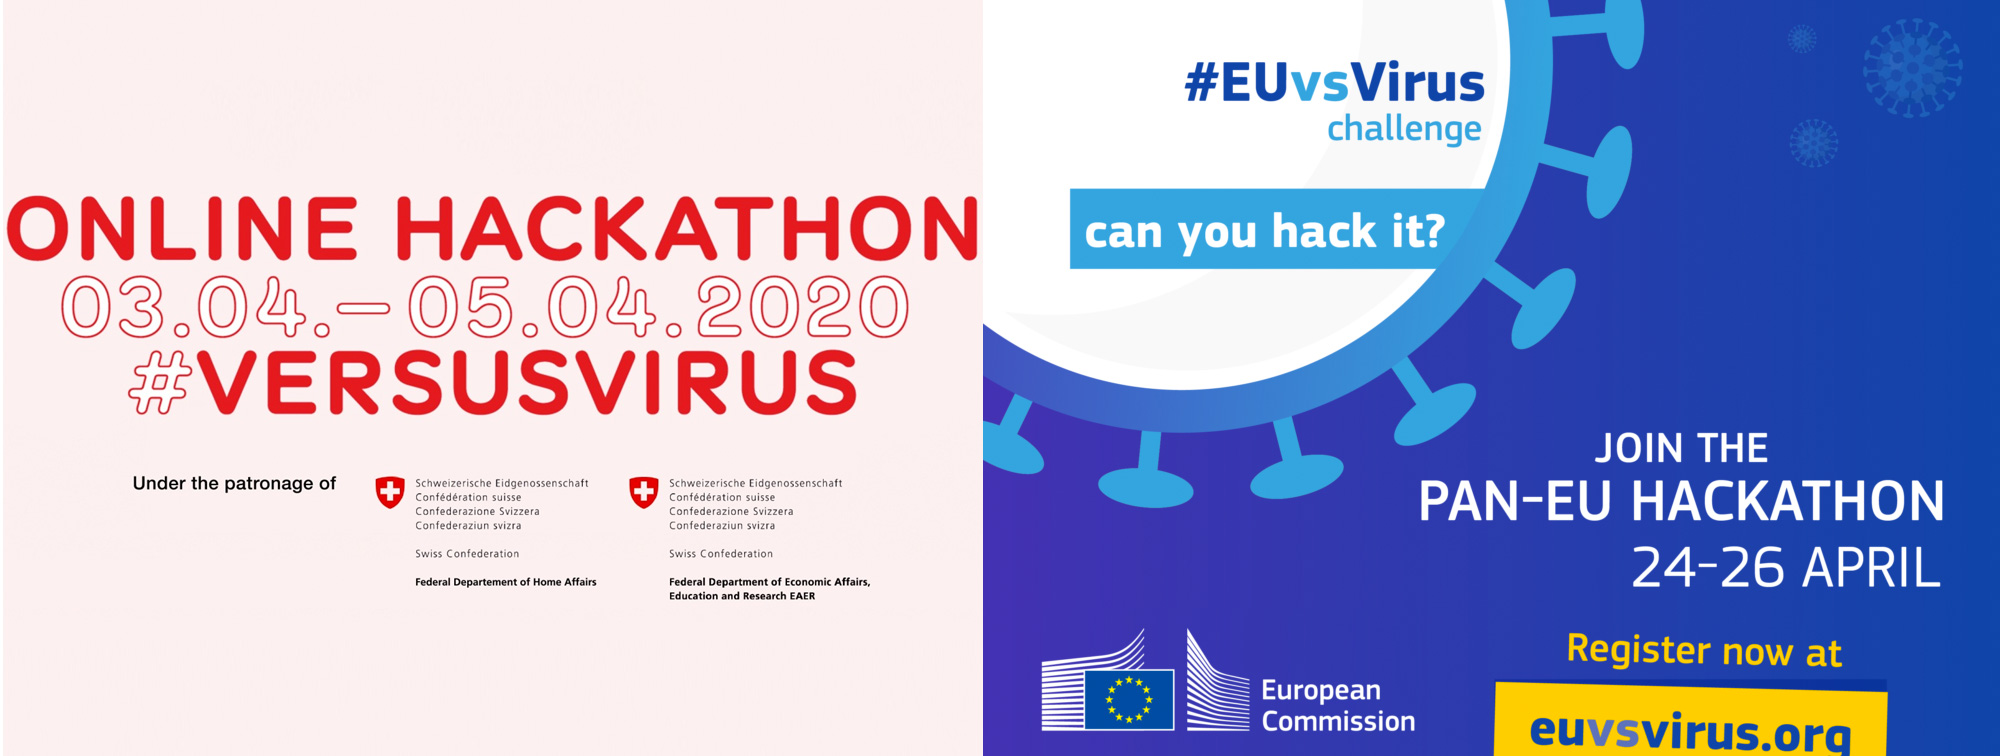 ONLINE HACKATHON
03.04.–05.04.2020
#VERSUSVIRUS
Under the patronage of
Schweizerische Eidgenossenschaft
Confédération suisse
Confederazione Svizzera
Confederaziun svizra
Swiss Confederation
Federal Departement of Home Affairs
Schweizerische Eidgenossenschaft
Confédération suisse
Confederazione Svizzera
Confederaziun svizra
Swiss Confederation
Federal Department of Economic Affairs,
Education and Research EAER
#EUvsVirus
challenge
can you hack it?
JOIN THE
PAN-EU HACKATHON
24-26 APRIL
Register now at
euvsvirus.org
European
Commission